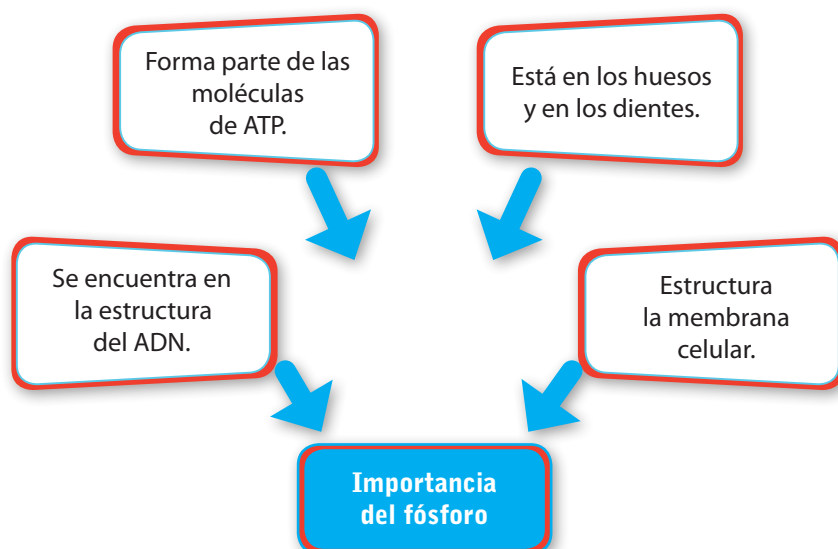 Forma parte de las
moléculas
de ATP.
Está en los huesos
y en los dientes.
Se encuentra en
la estructura
del ADN.
Estructura
la membrana
celular.
Importancia
del fósforo